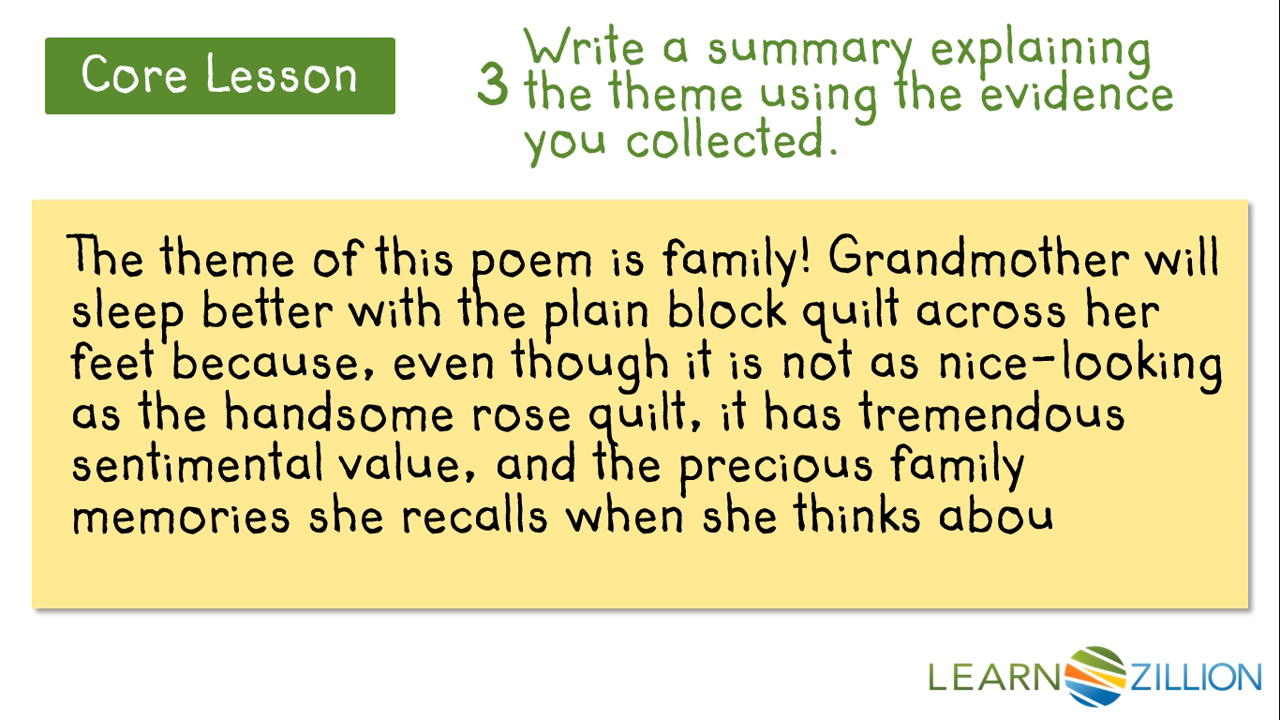 Core Lesson
3
Write a summary explaining
the theme using the evidence
you collected.
The theme of this poem is family! Grandmother will
sleep better with the plain block quilt across her
feet because, even though it is not as nice-looking
as the handsome rose quilt, it has tremendous
sentimental value, and the precious family
memories she recalls when she thinks abou
LEARN ZILLION